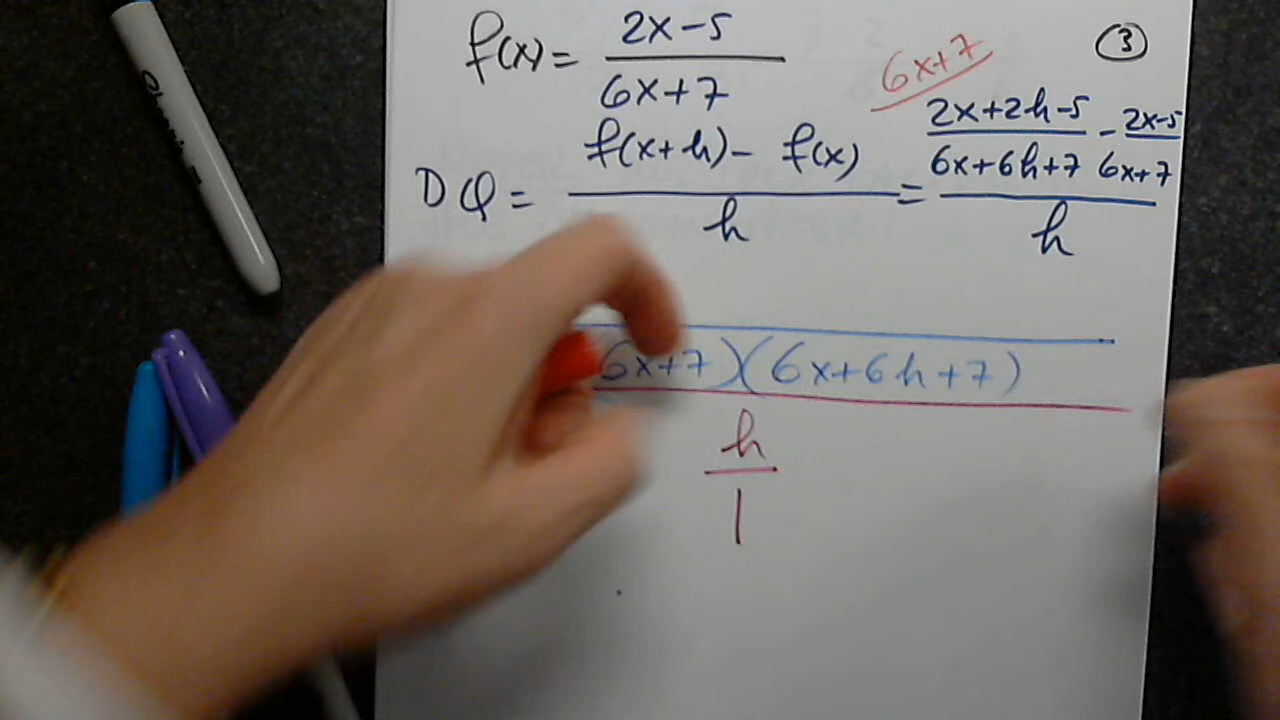 f(x) = 2x-5
6x+7
6x+7
3
DQ = f(x+h) - f(x) = 2x+2h-5 - 2x-5
6x+6h+7 6x+7
h h
6x+7)(6x+6h+7)
h
1